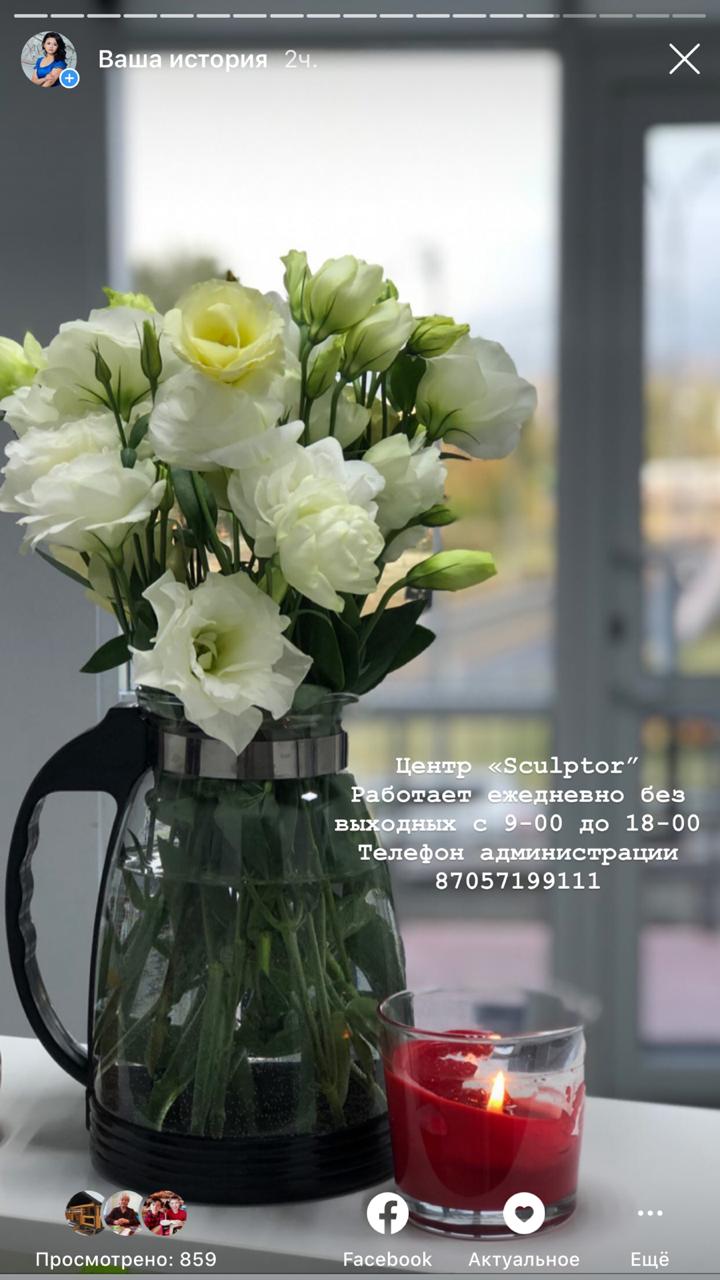 Ваша история 2ч.
Центр «Sculptor”
Работает ежедневно без
выходных с 9-00 до 18-00
Телефон администрации
87057199111
Просмотрено: 859
Facebook
Актуальное
Ещё